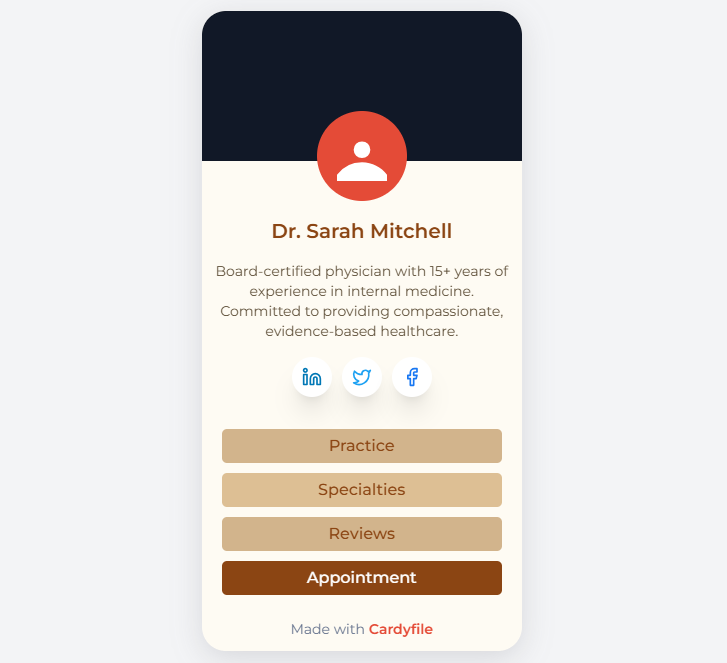 Dr. Sarah Mitchell
Board-certified physician with 15+ years of
experience in internal medicine.
Committed to providing compassionate,
evidence-based healthcare.
Practice
Specialties
Reviews
Appointment
Made with Cardyfile